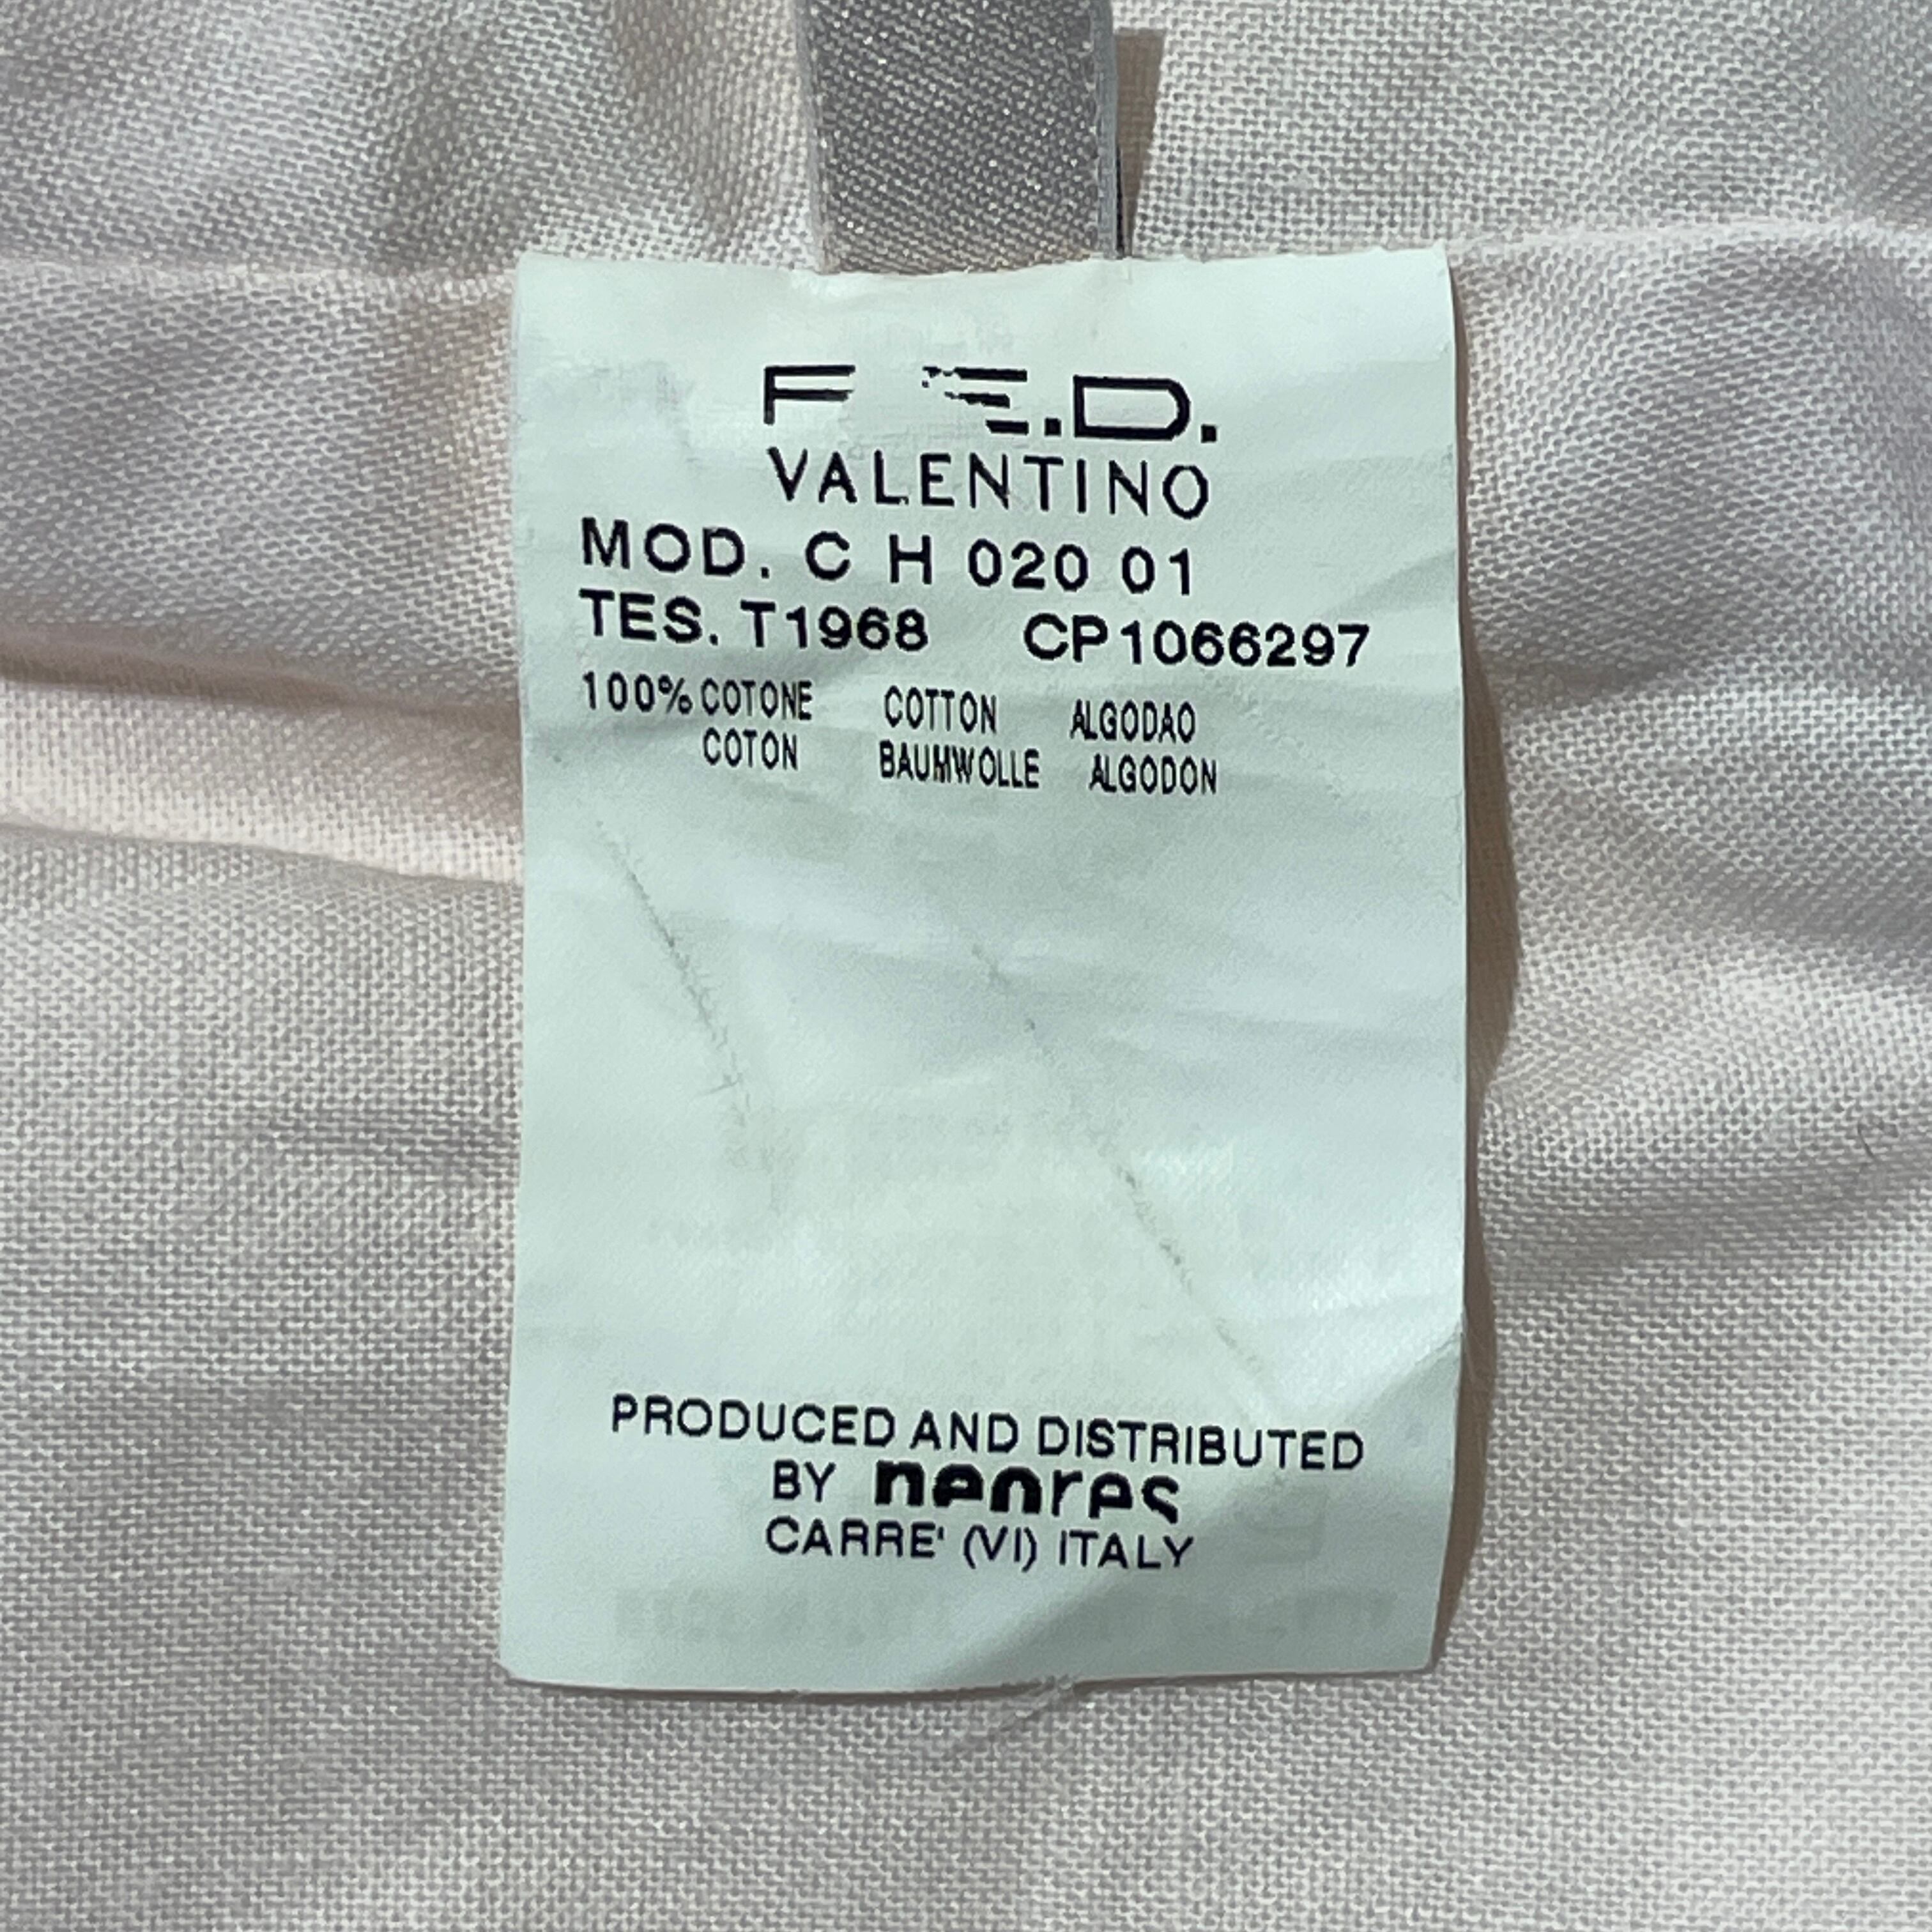 VALENTINO
MOD. C H 020 01
TES. T1968 CP1066297
100% COTONE COTTON ALGODAO
COTON BAUMWOLLE ALGODON
PRODUCED AND DISTRIBUTED
BY neores
CARRE' (VI) ITALY